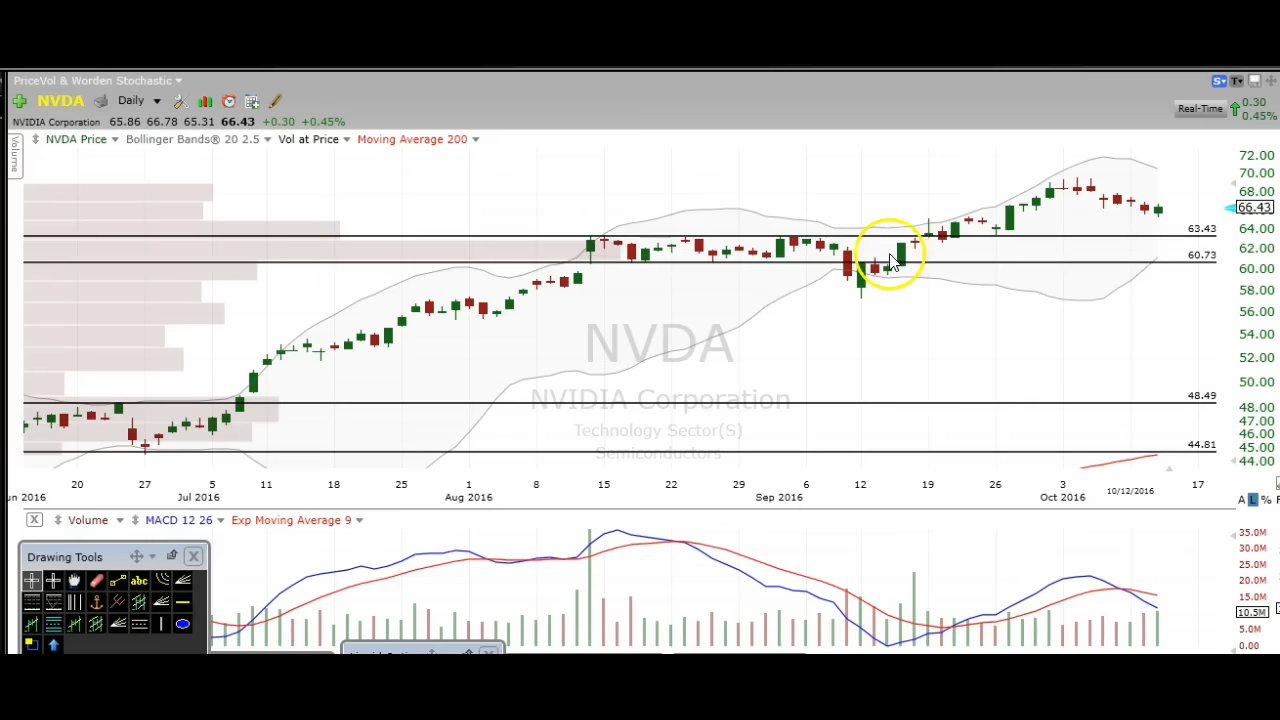 PriceVol & Worden Stochastic
S T
NVDA Daily
NVIDIA Corporation 65.86 66.78 65.31 66.43 +0.30 +0.45%
Real-Time 0.30
0.45%
NVDA Price Bollinger Bands® 20 2.5 Vol at Price Moving Average 200
Volume
72.00
70.00
68.00
66.43
64.00
62.00
60.00
58.00
56.00
54.00
52.00
50.00
48.00
47.00
46.00
45.00
44.00
63.43
60.73
48.49
44.81
NVDA
NVIDIA Corporation
Technology Sector(S)
Semiconductors
20 27 5 11 18 25 1 8 15 22 29 6 12 19 26 3 17
un 2016 Jul 2016 Aug 2016 Sep 2016 Oct 2016 10/12/2016
A L %
X Volume MACD 12 26 Exp Moving Average 9
35.0M
30.0M
25.0M
20.0M
15.0M
10.5M
5.0M
0.00
Drawing Tools X
abc